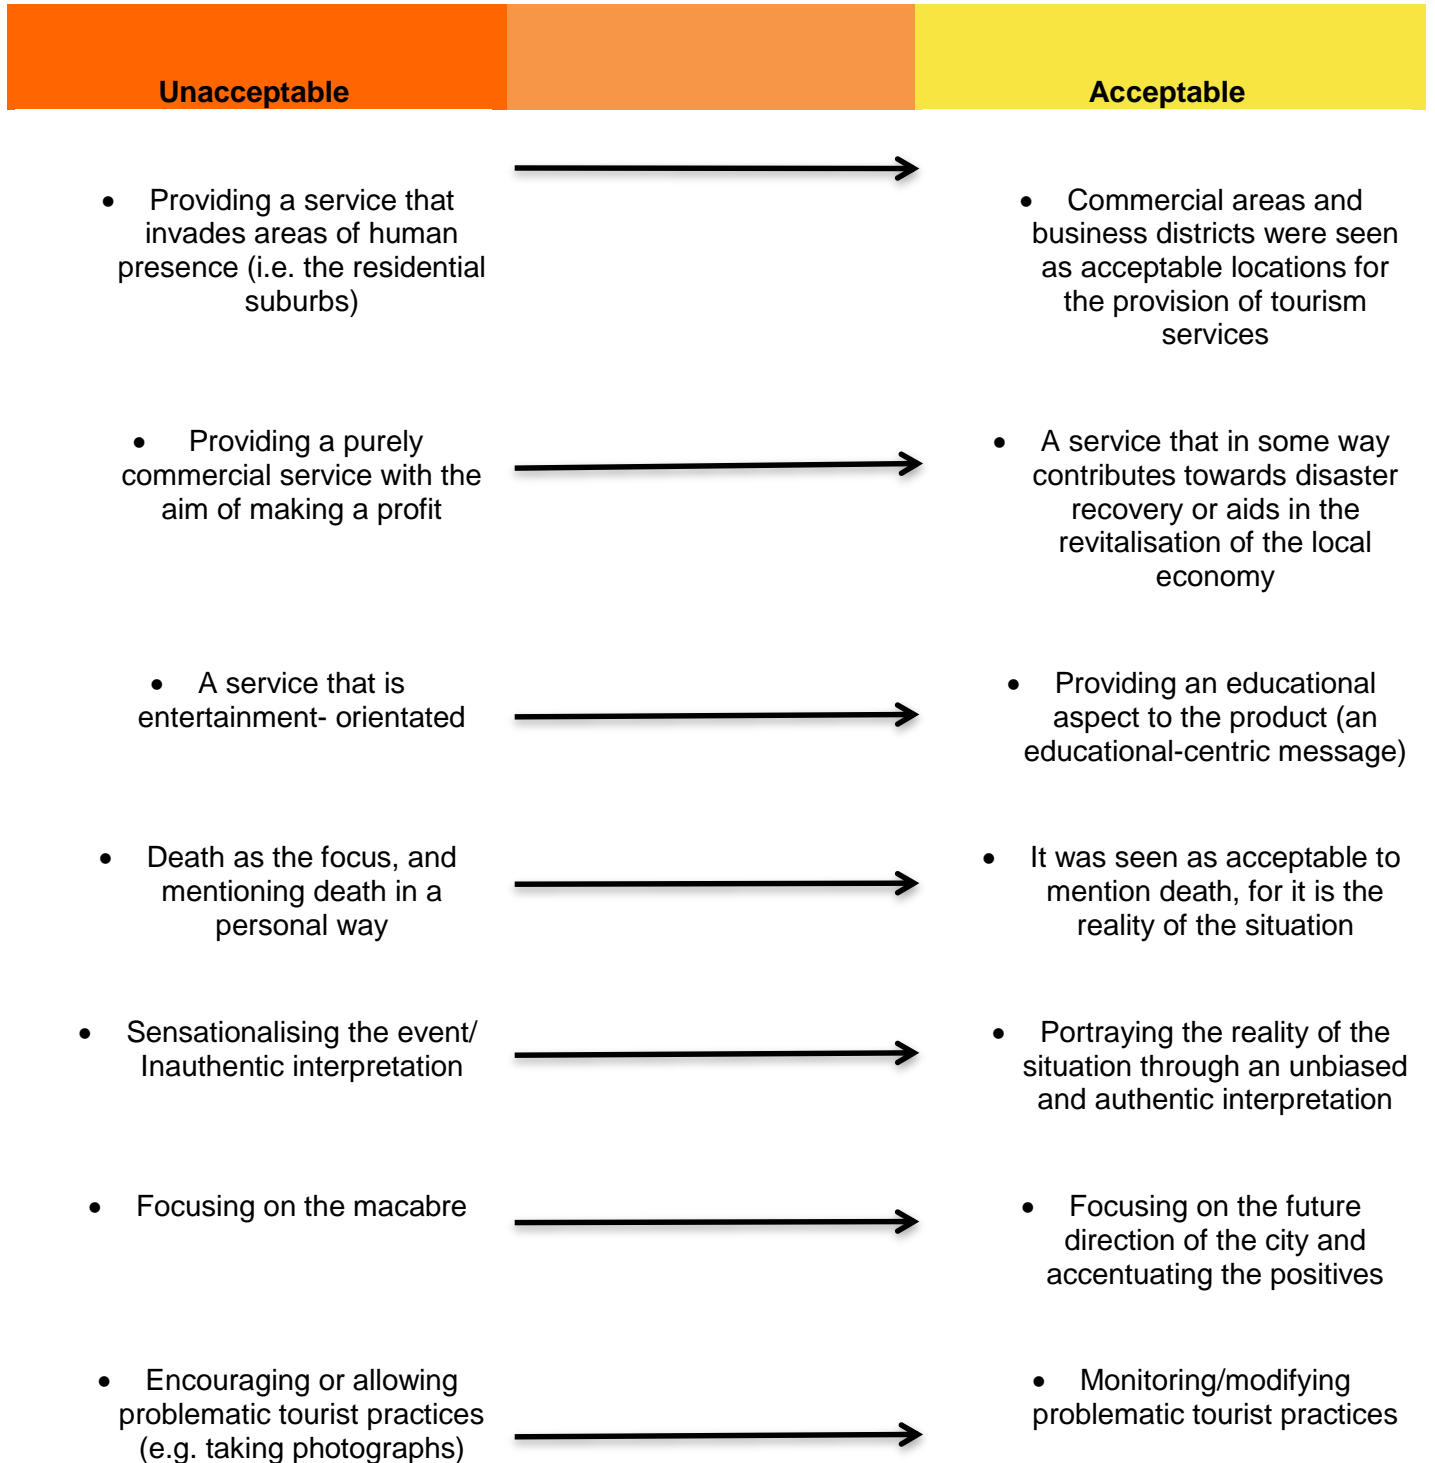 Unacceptable
Acceptable
• Providing a service that
invades areas of human
presence (i.e. the residential
suburbs)
• Commercial areas and
business districts were seen
as acceptable locations for
the provision of tourism
services
• Providing a purely
commercial service with the
aim of making a profit
• A service that in some way
contributes towards disaster
recovery or aids in the
revitalisation of the local
economy
• A service that is
entertainment- orientated
• Providing an educational
aspect to the product (an
educational-centric message)
• Death as the focus, and
mentioning death in a
personal way
• It was seen as acceptable to
mention death, for it is the
reality of the situation
• Sensationalising the event/
Inauthentic interpretation
• Portraying the reality of the
situation through an unbiased
and authentic interpretation
• Focusing on the macabre
• Focusing on the future
direction of the city and
accentuating the positives
• Encouraging or allowing
problematic tourist practices
(e.g. taking photographs)
• Monitoring/modifying
problematic tourist practices